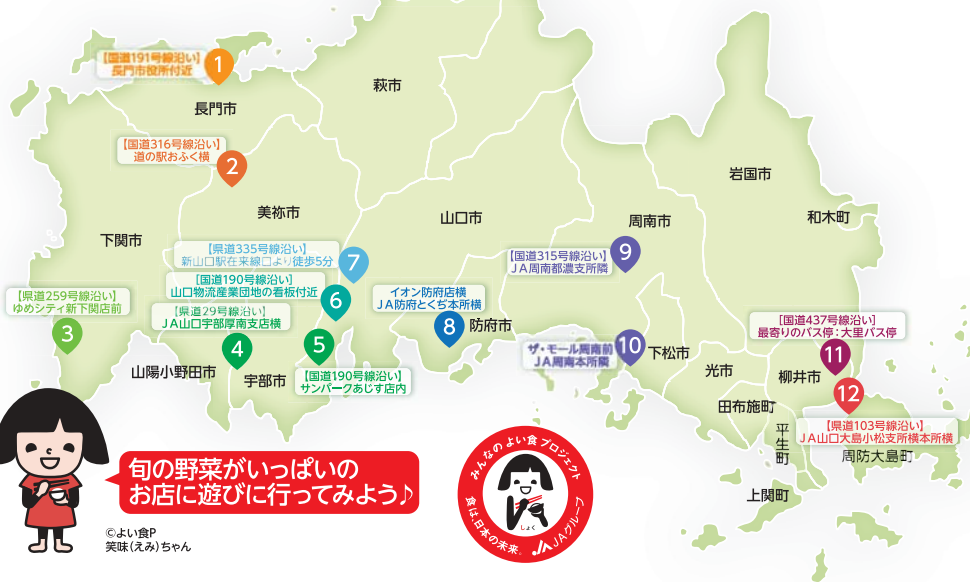 【国道191号線沿い】
長門市役所付近
1
長門市
萩市
【国道316号線沿い】
道の駅おふく横
2
美祢市
山口市
周南市
岩国市
和木町
下関市
【県道335号線沿い】
新山口駅在来線口より徒歩5分
7
【国道315号線沿い】
JA周南都濃支所隣
9
【国道190号線沿い】
山口物流産業団地の看板付近
6
【県道259号線沿い】
ゆめシティ新下関店前
3
イオン防府店横
JA防府とくぢ本所横
8
防府市
【県道29号線沿い】
JA山口宇部厚南支店横
4
5
【国道190号線沿い】
サンパークあじす店内
山陽小野田市
宇部市
ザ・モール周南前
JA周南本所隣
10
下松市
光市
【国道437号線沿い】
最寄りのバス停：大里バス停
11
柳井市
12
【県道103号線沿い】
JA山口大島小松支所横本所横
田布施町
平生町
周防大島町
上関町
旬の野菜がいっぱいの
お店に遊びに行ってみよう♪
©よい食P
笑味（えみ）ちゃん
みんなのよい食プロジェクト
しょく
食は、日本の未来。JAグループ